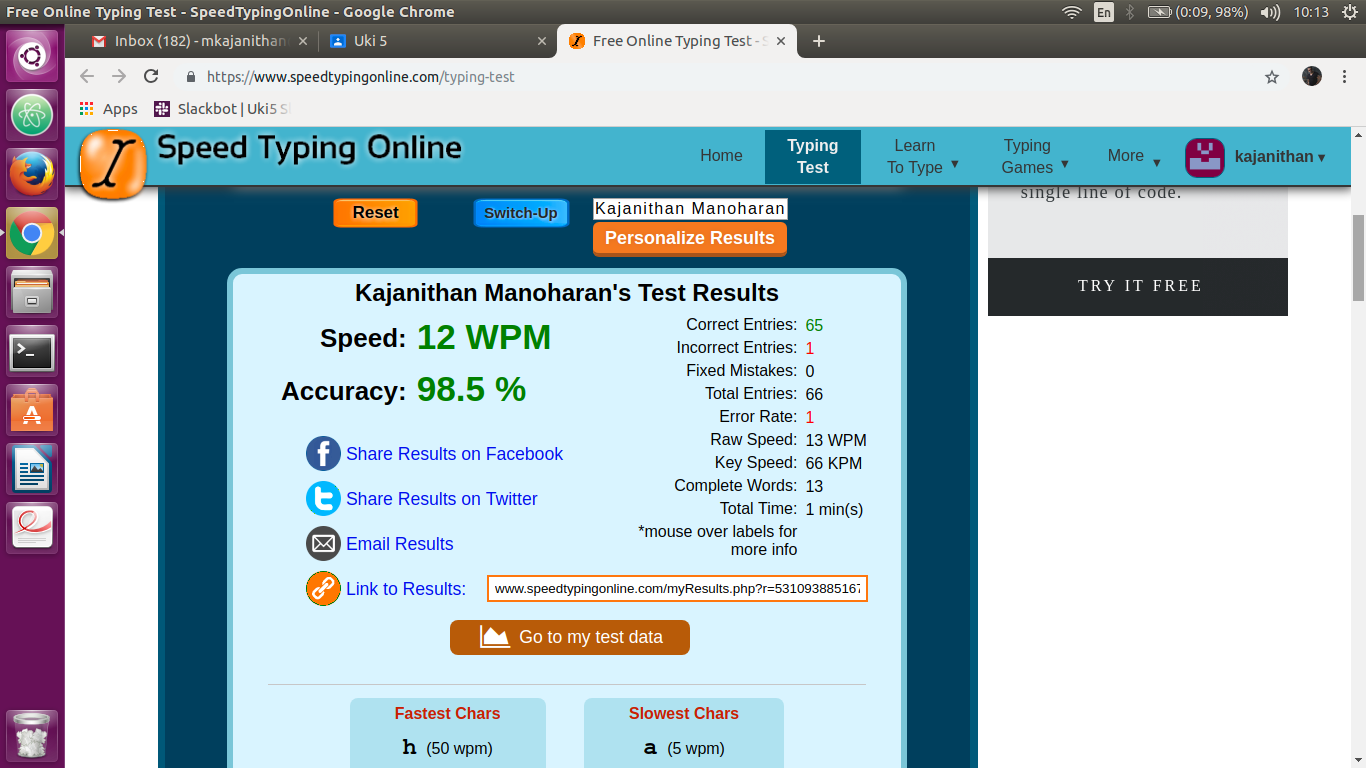 Free Online Typing Test - SpeedTypingOnline - Google Chrome
En
(0:09, 98%)
10:13
Inbox (182) - mkajanithan
Uki 5
Free Online Typing Test - S
https://www.speedtypingonline.com/typing-test
Apps
Slackbot | Uki5 S
Speed Typing Online
Home
Typing
Test
Learn
To Type ▼
Typing
Games ▼
More ▼
kajanithan ▾
single line of code.
TRY IT FREE
Reset
Switch-Up
Kajanithan Manoharan
Personalize Results
Kajanithan Manoharan's Test Results
Speed: 12 WPM
Accuracy: 98.5 %
Correct Entries: 65
Incorrect Entries: 1
Fixed Mistakes: 0
Total Entries: 66
Error Rate: 1
Raw Speed: 13 WPM
Key Speed: 66 KPM
Complete Words: 13
Total Time: 1 min(s)
*mouse over labels for
more info
Share Results on Facebook
Share Results on Twitter
Email Results
Link to Results: www.speedtypingonline.com/myResults.php?r=531093885167
Go to my test data
Fastest Chars
h (50 wpm)
Slowest Chars
a (5 wpm)